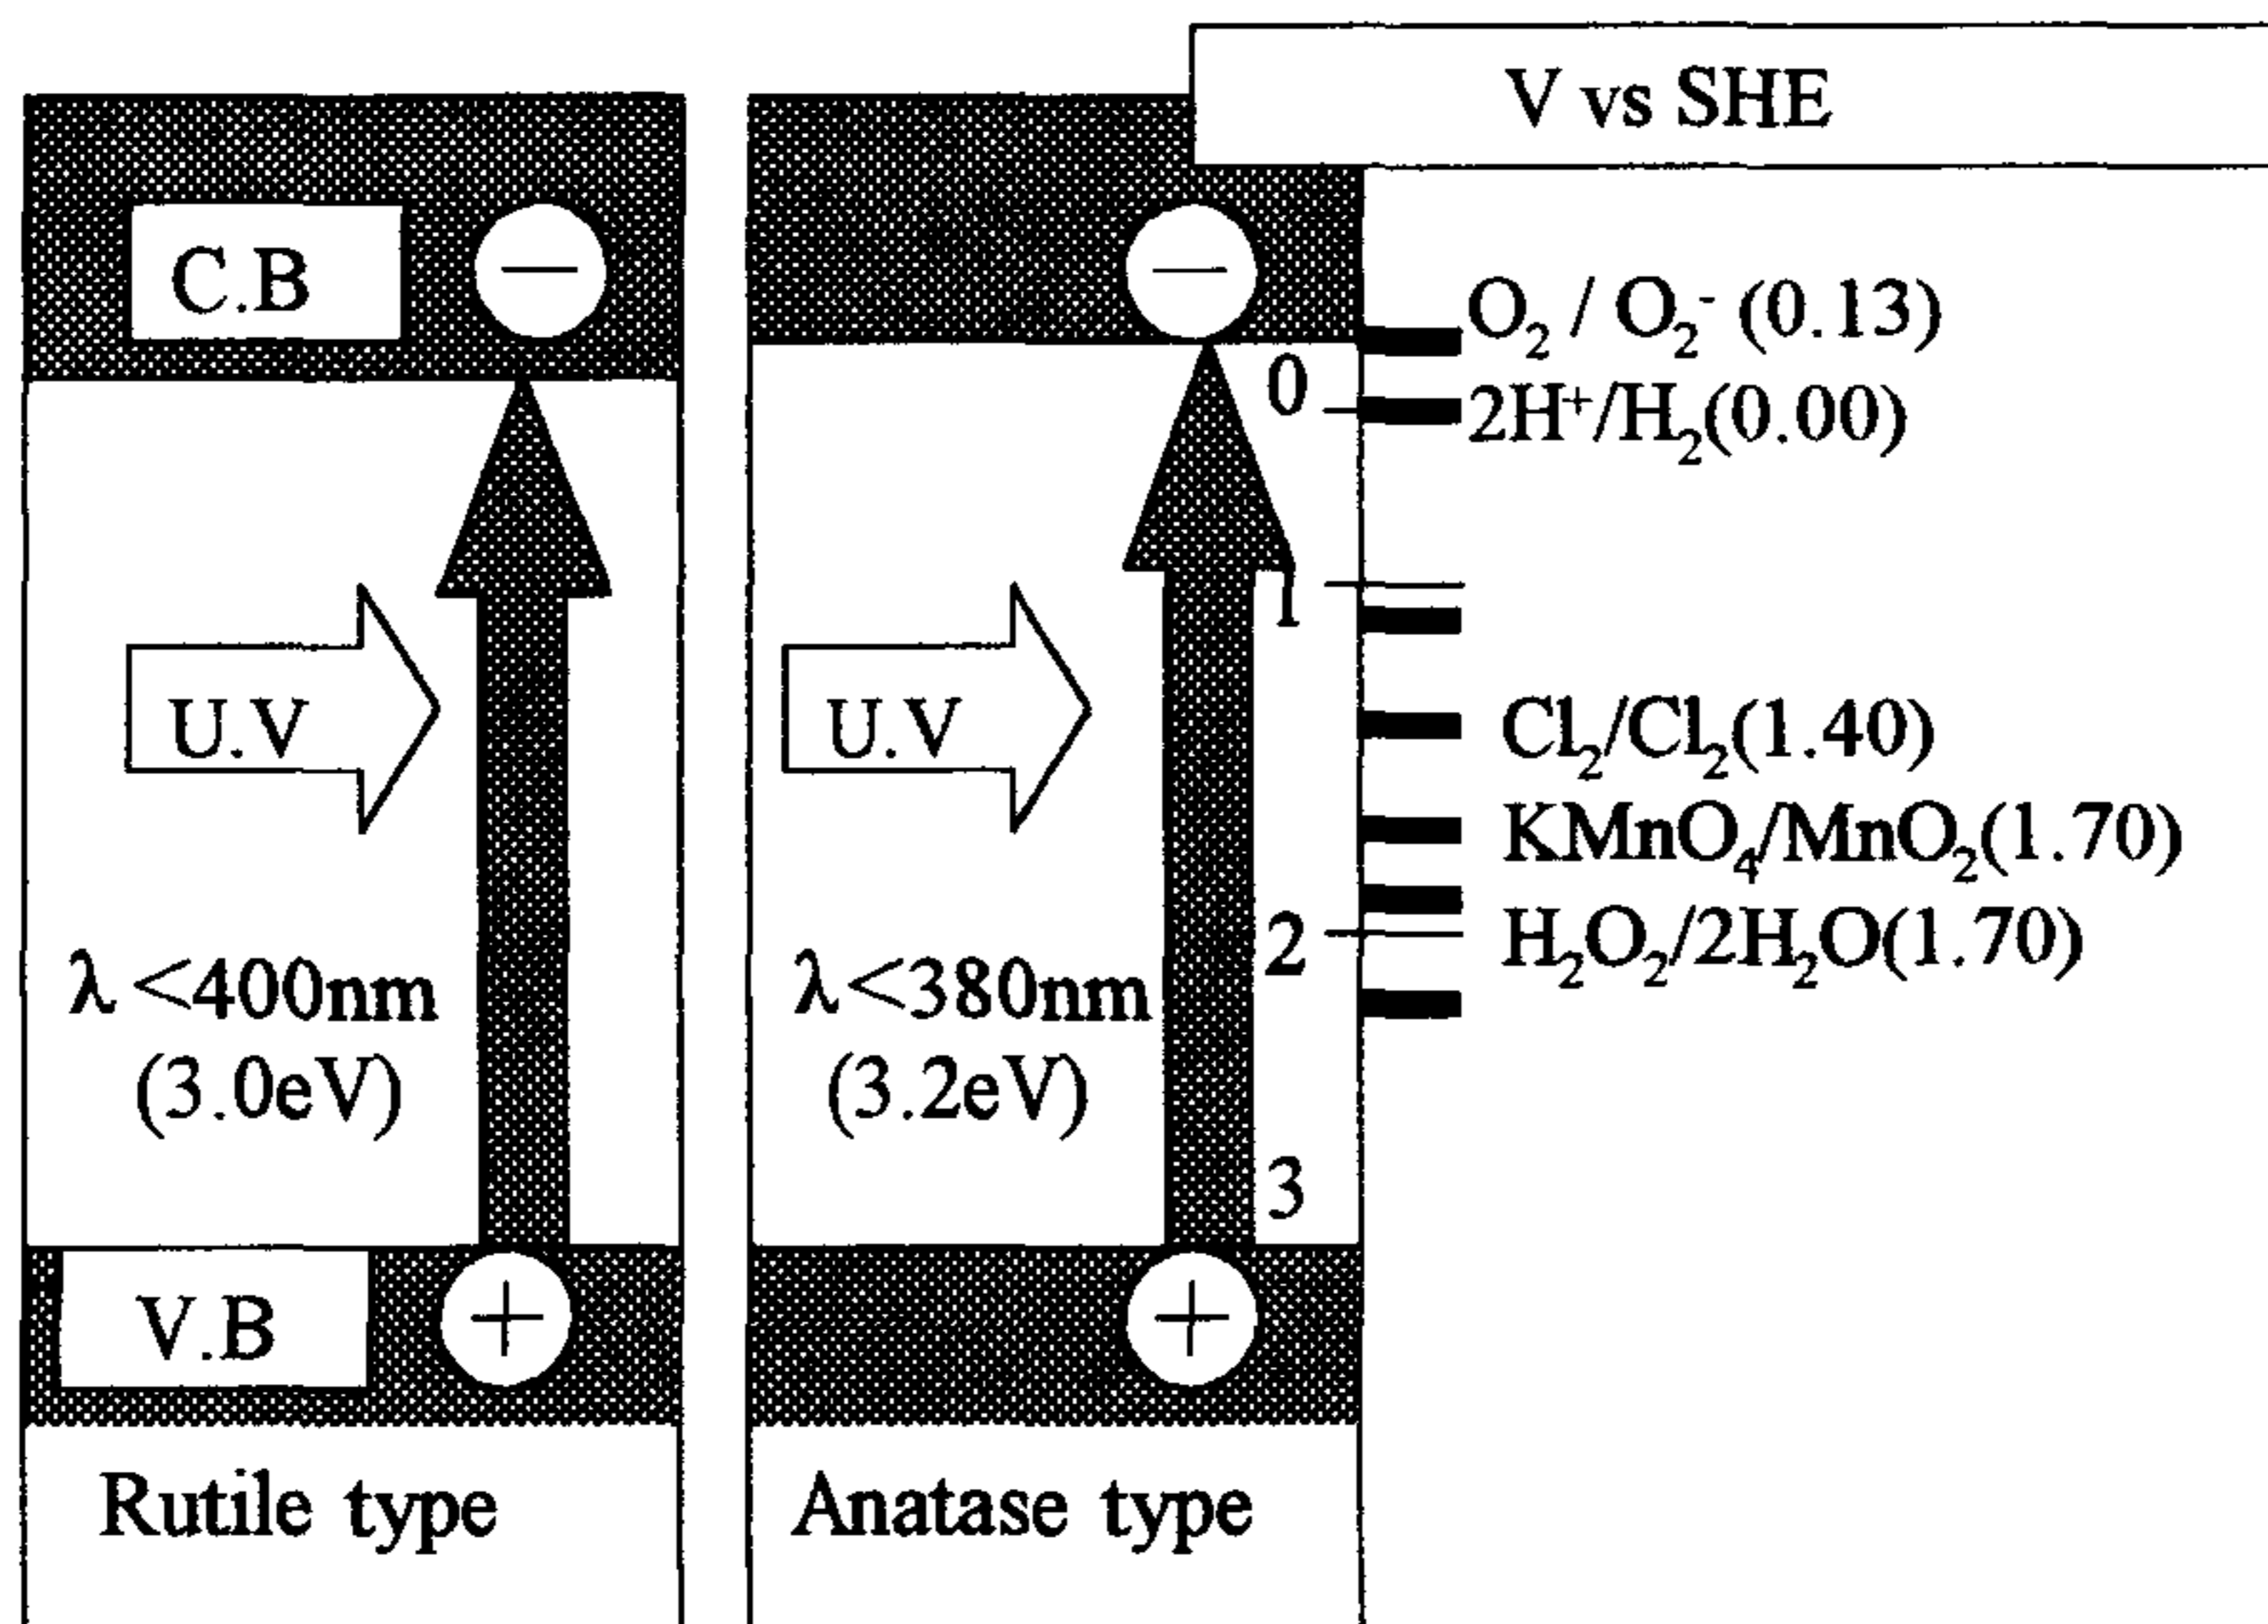 V vs SHE
C.B
−
−
O₂ / O₂⁻ (0.13)
0
2H⁺/H₂(0.00)
1
U.V
U.V
Cl₂/Cl₂(1.40)
KMnO₄/MnO₂(1.70)
2
H₂O₂/2H₂O(1.70)
λ<400nm
(3.0eV)
λ<380nm
(3.2eV)
3
V.B
+
+
Rutile type
Anatase type